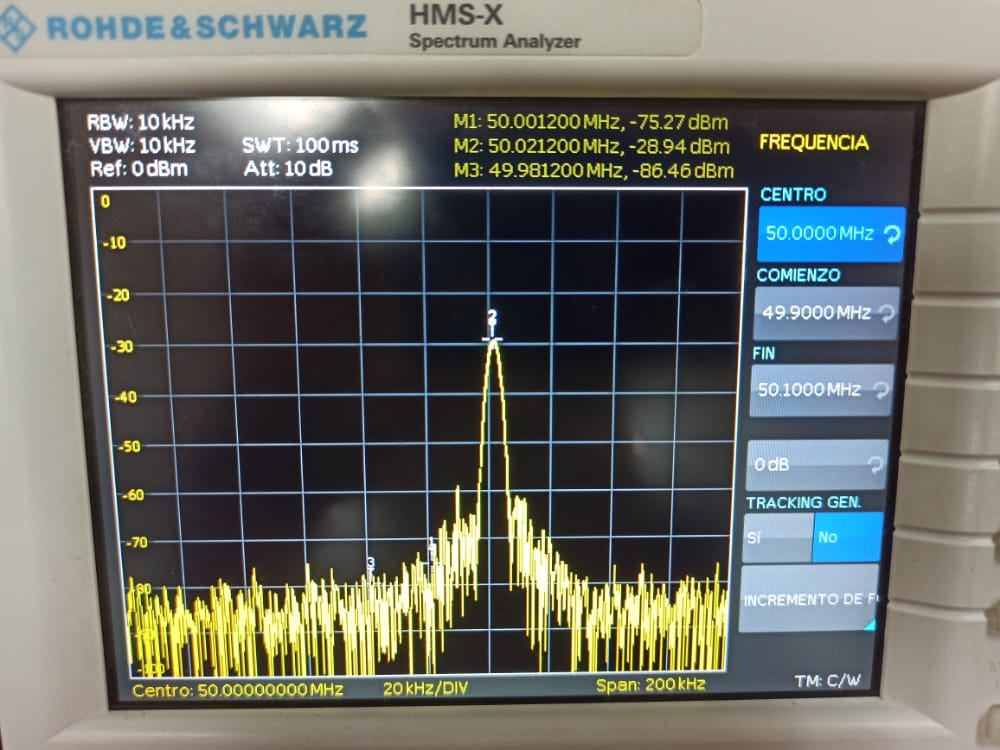 ROHDE&SCHWARZ
HMS-X
Spectrum Analyzer
RBW: 10 kHz
VBW: 10 kHz SWT: 100 ms
Ref: 0 dBm Att: 10 dB
M1: 50.001200 MHz, -75.27 dBm
M2: 50.021200 MHz, -28.94 dBm
M3: 49.981200 MHz, -86.46 dBm
FRECUENCIA
CENTRO
50.0000 MHz
COMIENZO
49.9000 MHz
FIN
50.1000 MHz
0 dB
TRACKING GEN.
Sí No
INCREMENTO DE F
TM: C/W
0
-10
-20
2
-30
-40
-50
-60
-70
3
-80
-90
-100
Centro: 50.00000000 MHz 20 kHz/DIV Span: 200 kHz